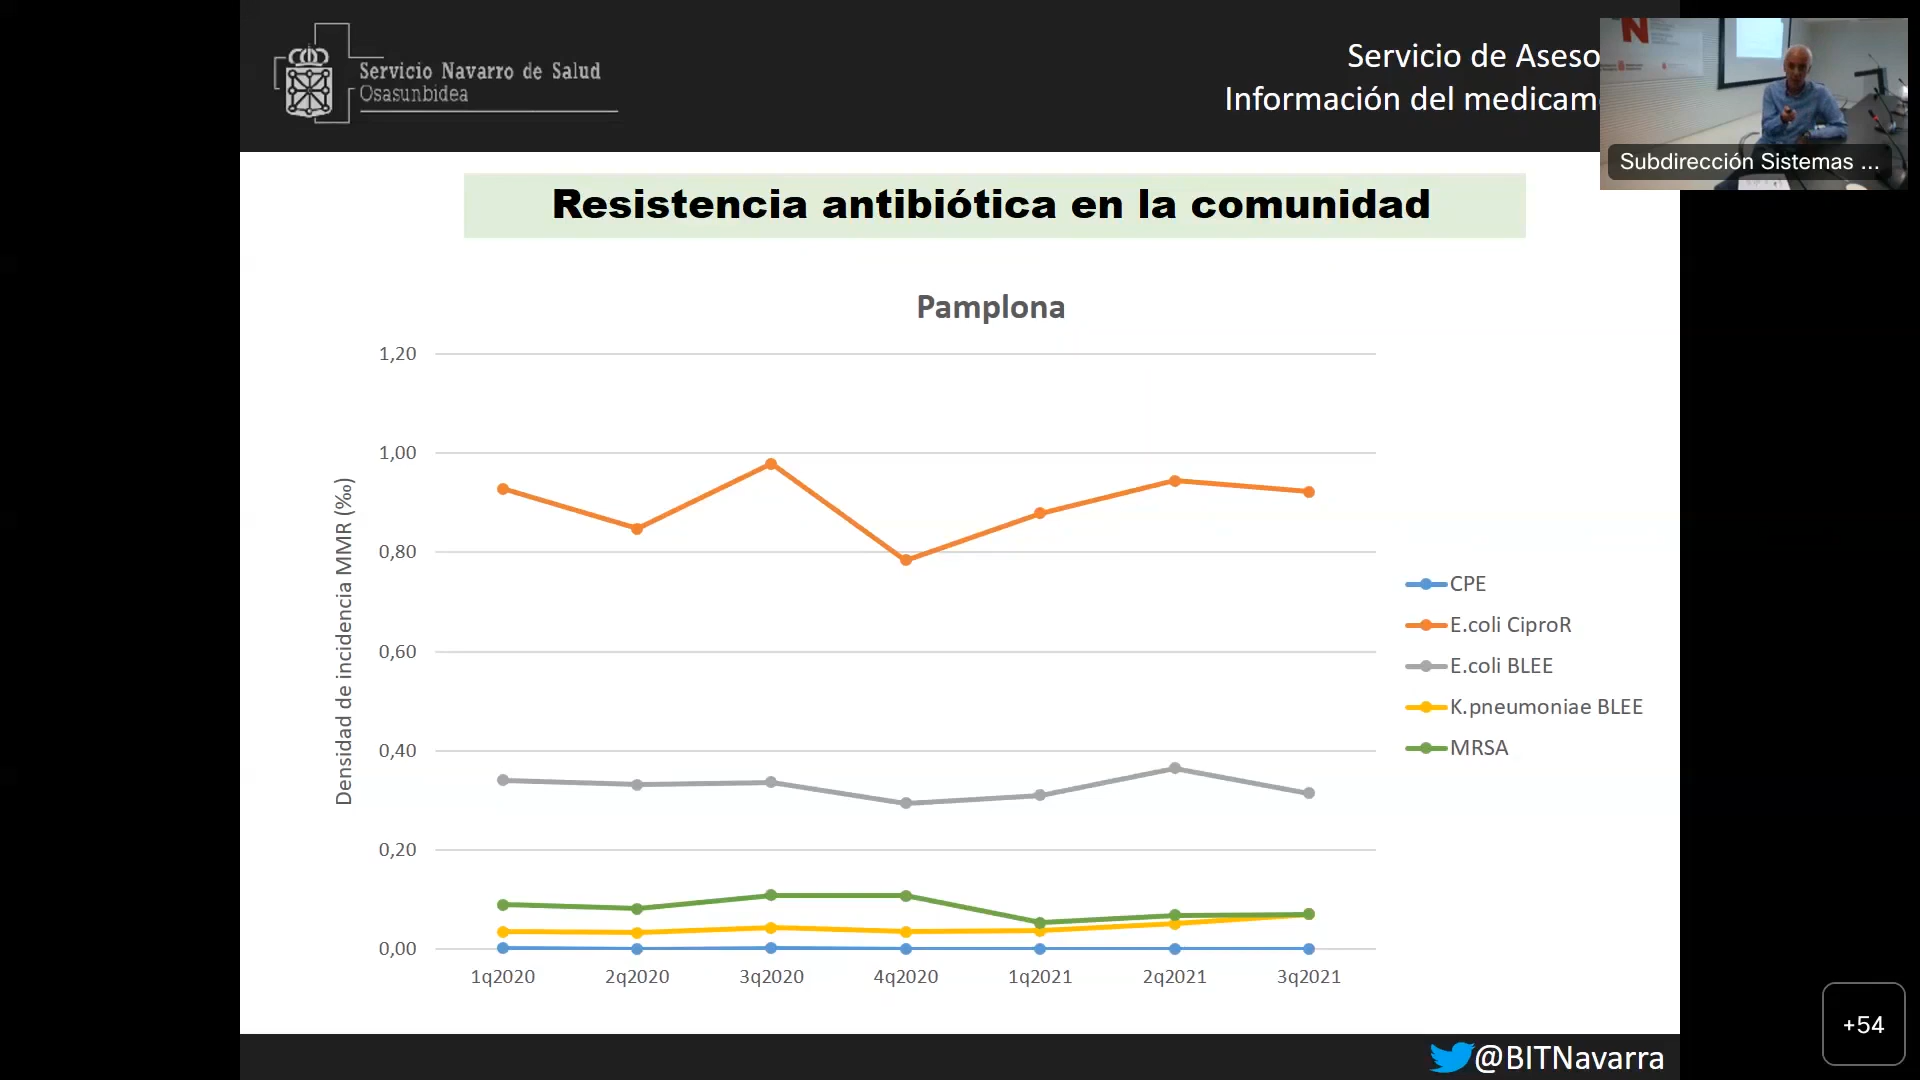 Servicio Navarro de Salud
Osasunbidea
Servicio de Aseso
Información del medicam
N
Subdirección Sistemas ...
Resistencia antibiótica en la comunidad
Pamplona
Densidad de incidencia MMR (‰)
1,20
1,00
0,80
0,60
0,40
0,20
0,00
1q2020 2q2020 3q2020 4q2020 1q2021 2q2021 3q2021
CPE
E.coli CiproR
E.coli BLEE
K.pneumoniae BLEE
MRSA
+54
@BITNavarra